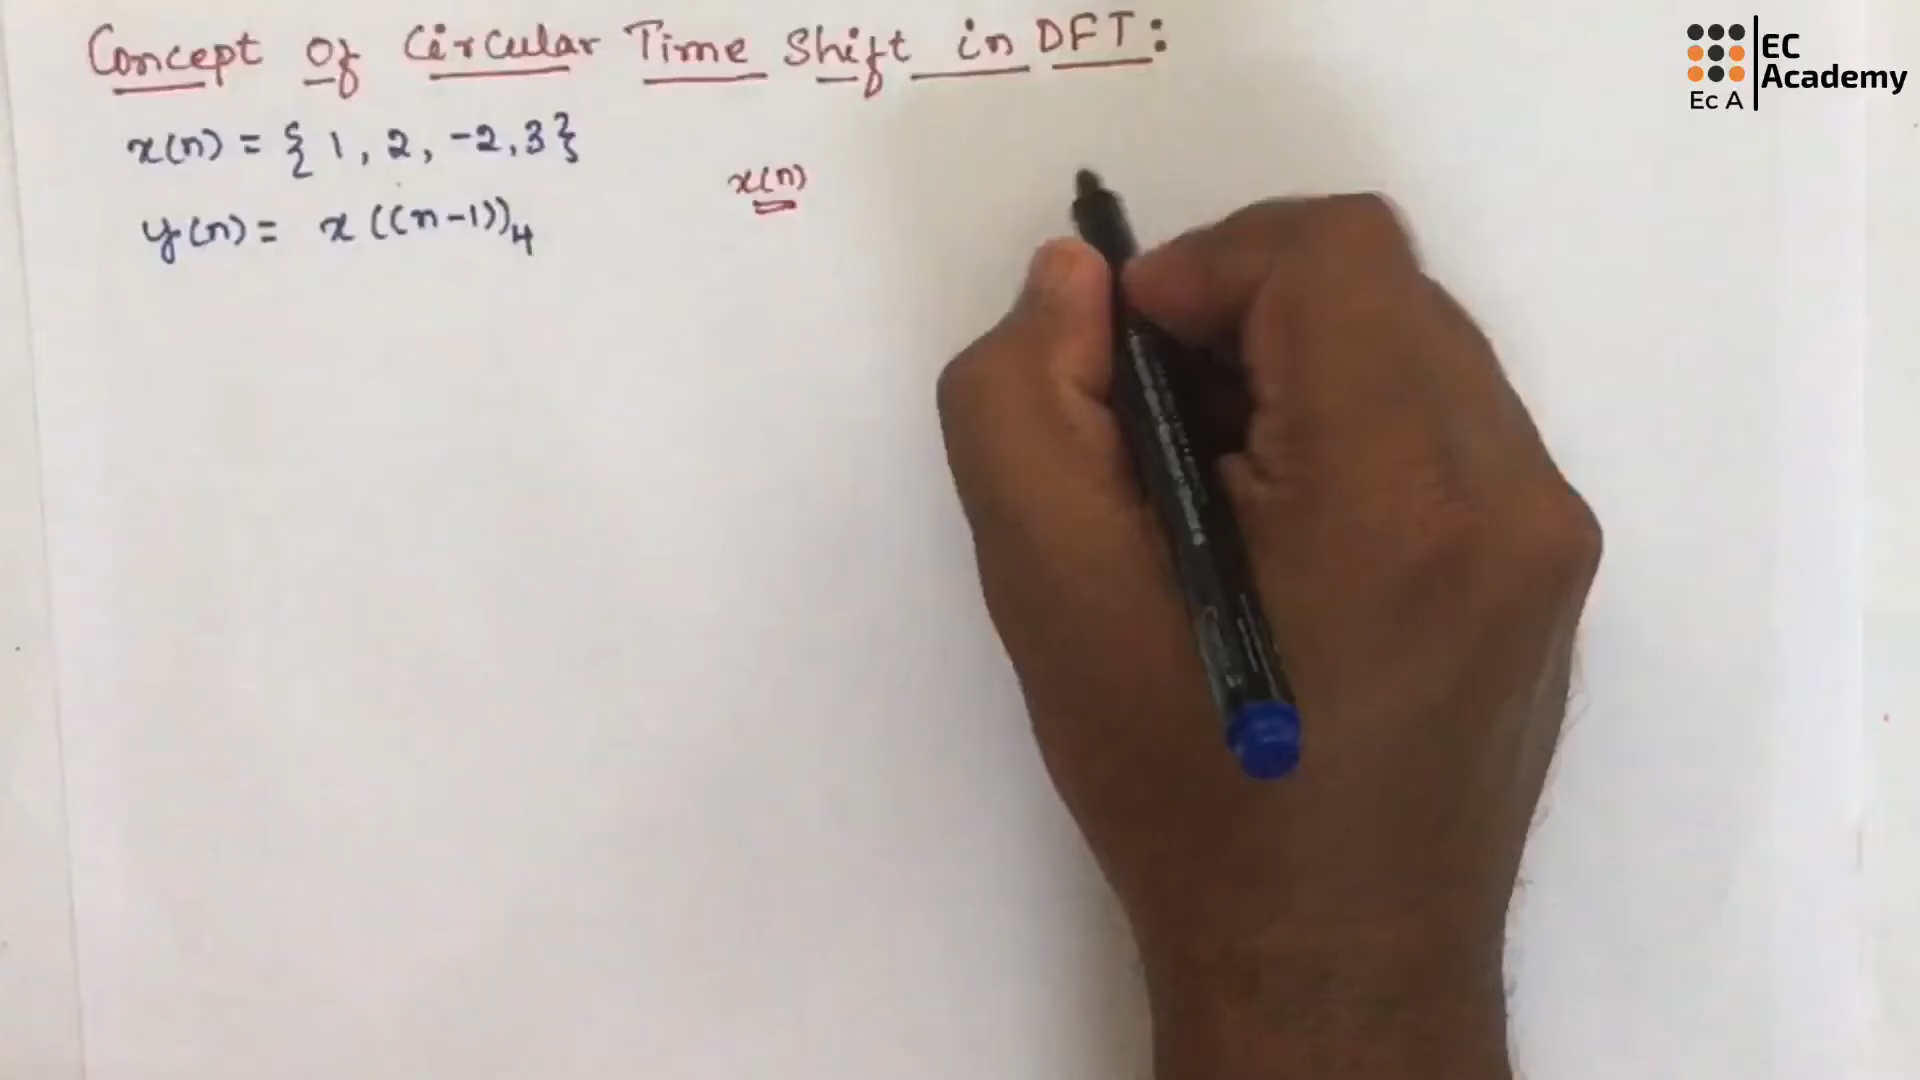 Concept Of Circular Time Shift in DFT:
EC
Academy
Ec A
x(n) = { 1, 2, -2, 3 }
x(n)
y(n) = x((n-1))₄